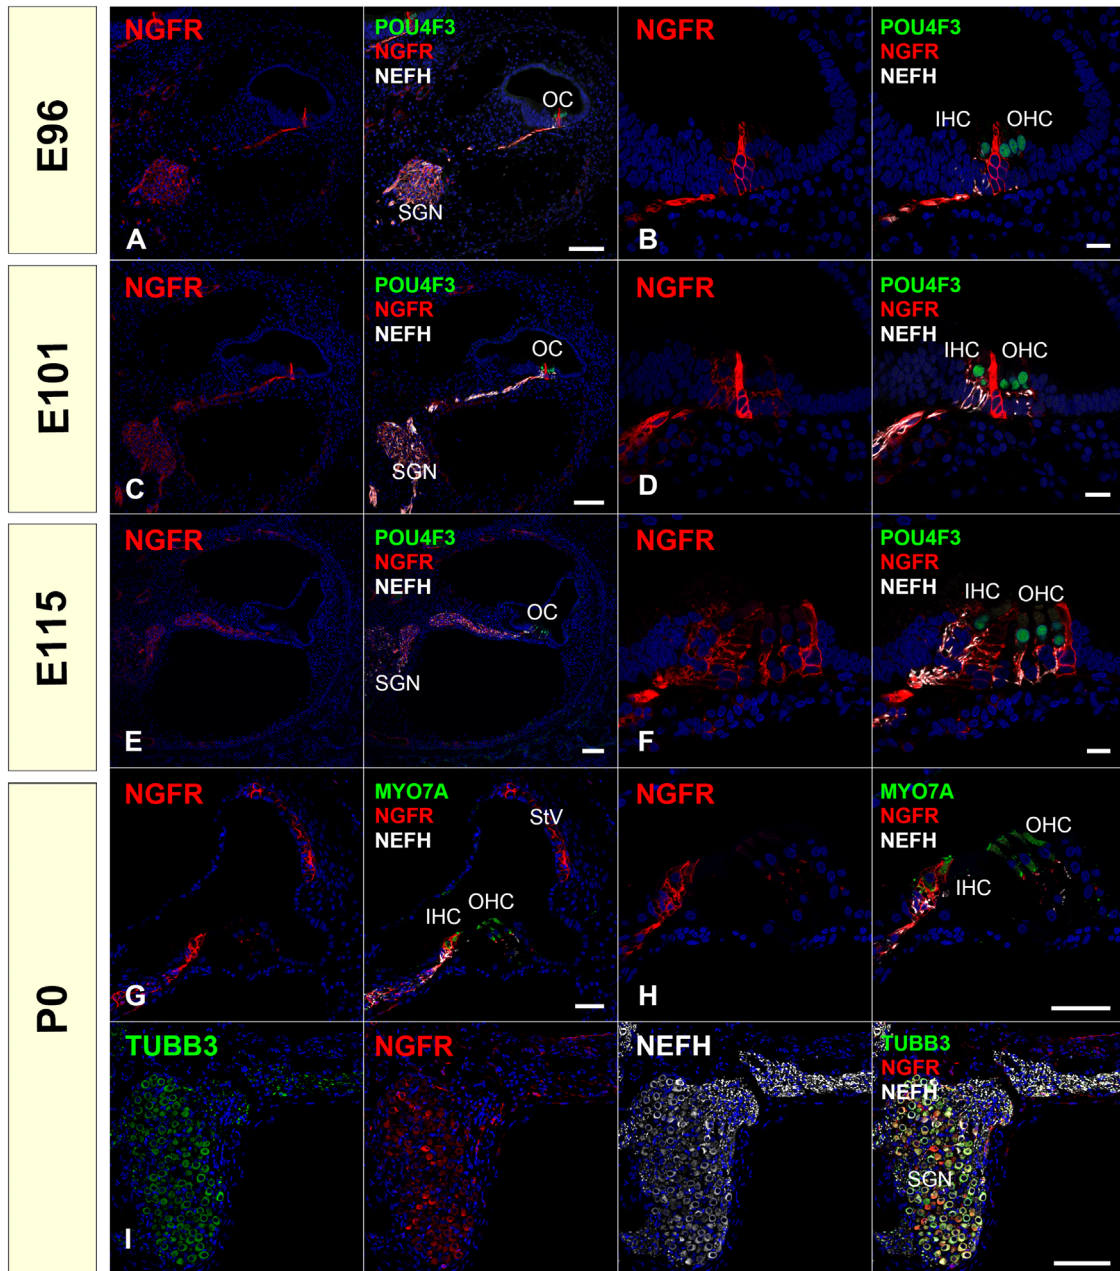 E96
NGFR
A
POU4F3
NGFR
NEFH
OC
SGN
NGFR
B
POU4F3
NGFR
NEFH
IHC
OHC
E101
NGFR
C
POU4F3
NGFR
NEFH
OC
SGN
NGFR
D
POU4F3
NGFR
NEFH
IHC
OHC
E115
NGFR
E
POU4F3
NGFR
NEFH
OC
SGN
NGFR
F
POU4F3
NGFR
NEFH
IHC
OHC
P0
NGFR
G
MYO7A
NGFR
NEFH
StV
IHC
OHC
NGFR
H
MYO7A
NGFR
NEFH
OHC
IHC
TUBB3
I
NGFR
NEFH
TUBB3
NGFR
NEFH
SGN